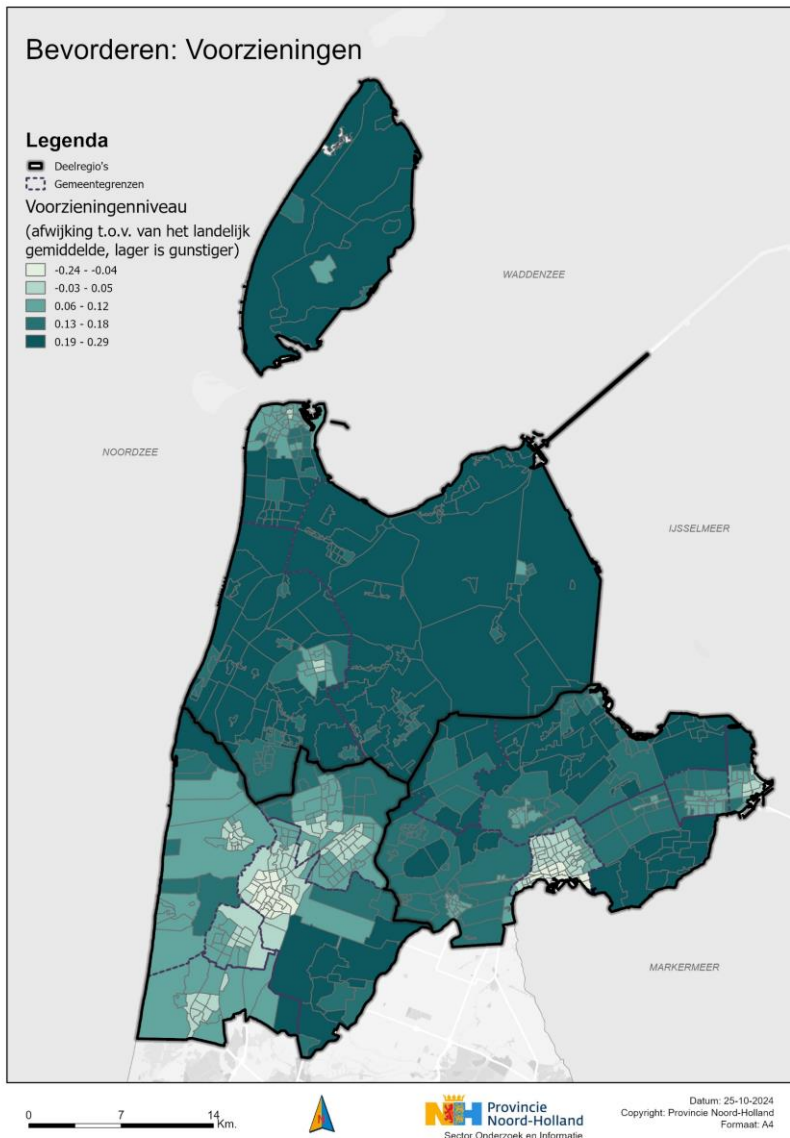 Bevorderen: Voorzieningen
Legenda
Deelregio's
Gemeentegrenzen
Voorzieningenniveau
(afwijking t.o.v. van het landelijk
gemiddelde, lager is gunstiger)
-0.24 - -0.04
-0.03 - 0.05
0.06 - 0.12
0.13 - 0.18
0.19 - 0.29
WADDENZEE
NOORDZEE
IJSSELMEER
MARKERMEER
0 7 14 Km.
N
Provincie
Noord-Holland
Sector Onderzoek en Informatie
Datum: 25-10-2024
Copyright: Provincie Noord-Holland
Formaat: A4